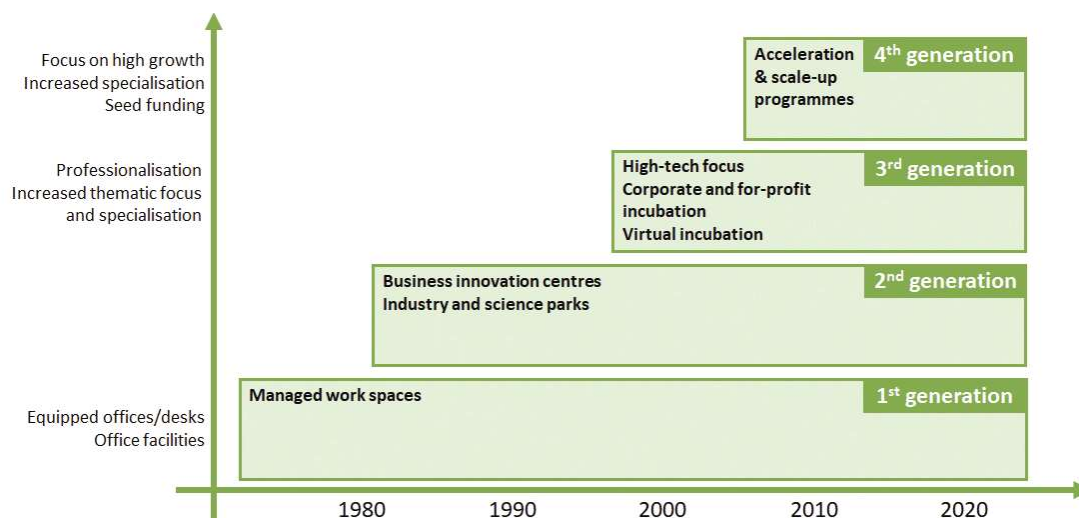 Focus on high growth
Increased specialisation
Seed funding
Acceleration
& scale-up
programmes
4th generation
Professionalisation
Increased thematic focus
and specialisation
High-tech focus
Corporate and for-profit
incubation
Virtual incubation
3rd generation
Business innovation centres
Industry and science parks
2nd generation
Equipped offices/desks
Office facilities
Managed work spaces
1st generation
1980 1990 2000 2010 2020